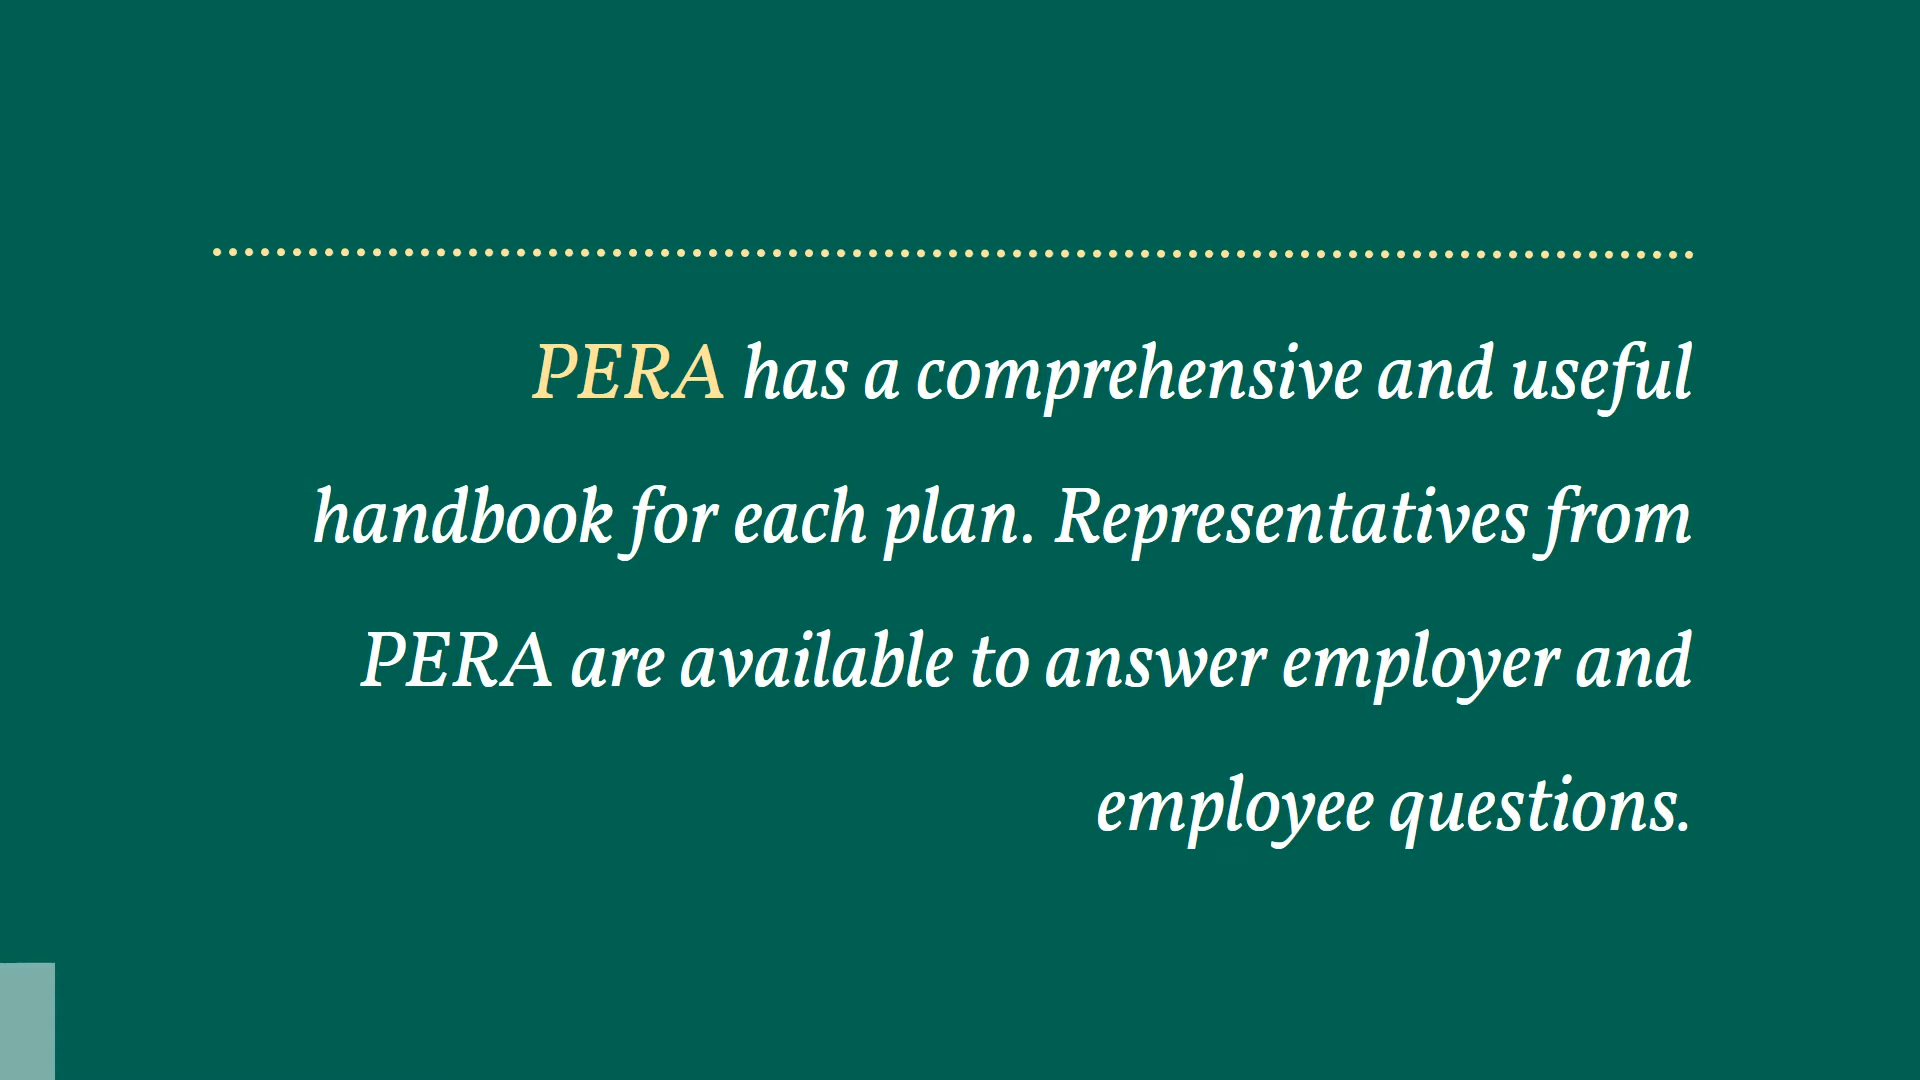 PERA has a comprehensive and useful
handbook for each plan. Representatives from
PERA are available to answer employer and
employee questions.